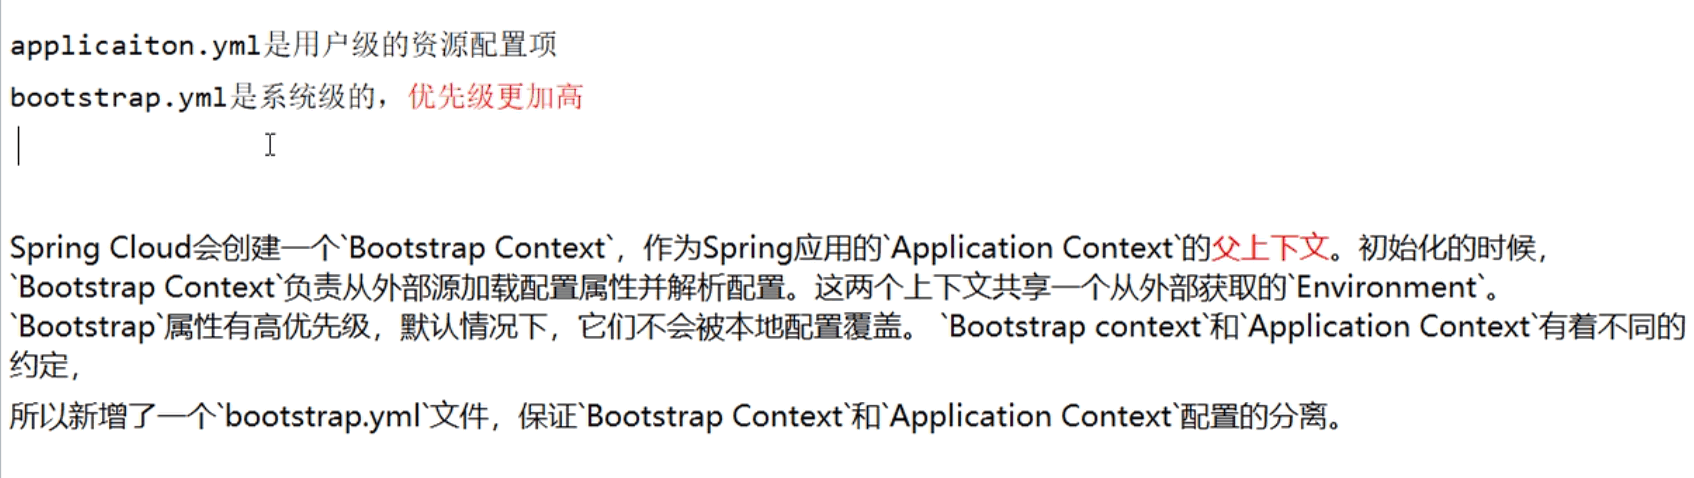 applicaiton.yml是用户级的资源配置项
bootstrap.yml是系统级的，优先级更加高
Spring Cloud会创建一个`Bootstrap Context`，作为Spring应用的`Application Context`的父上下文。初始化的时候，
`Bootstrap Context`负责从外部源加载配置属性并解析配置。这两个上下文共享一个从外部获取的`Environment`。
`Bootstrap`属性有高优先级，默认情况下，它们不会被本地配置覆盖。 `Bootstrap context`和`Application Context`有着不同的
约定，
所以新增了一个`bootstrap.yml`文件，保证`Bootstrap Context`和`Application Context`配置的分离。